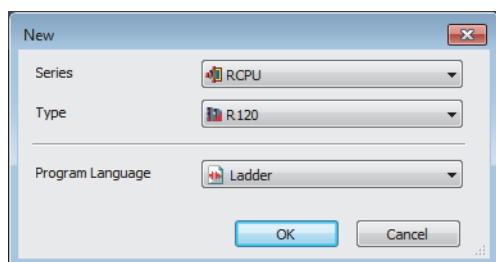 New
Series RCPU
Type R120
Program Language Ladder
OK Cancel